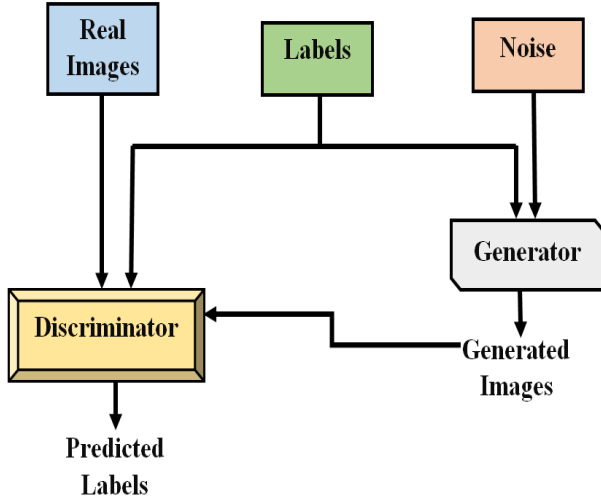 Real
Images
Labels
Noise
Generator
Discriminator
Generated
Images
Predicted
Labels